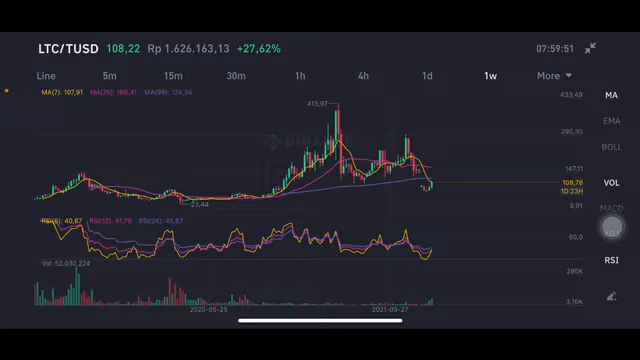 LTC/TUSD 108,22 Rp 1.626.163,13 +27,62% 07:59:51
Line 5m 15m 30m 1h 4h 1d 1w More
MA(7): 107,91 MA(25): 166,41 MA(99): 124,34
MA
433,49
413,97
EMA
290,30
BINANCE
BOLL
147,11
108,78
1D:23H
VOL
23,44
3,91
MACD
RSI(6): 40,87 RSI(12): 41,79 RSI(24): 45,67
60,0
RSI
Vol: 52.030,224
295K
3,16K
2020-05-25 2021-09-27